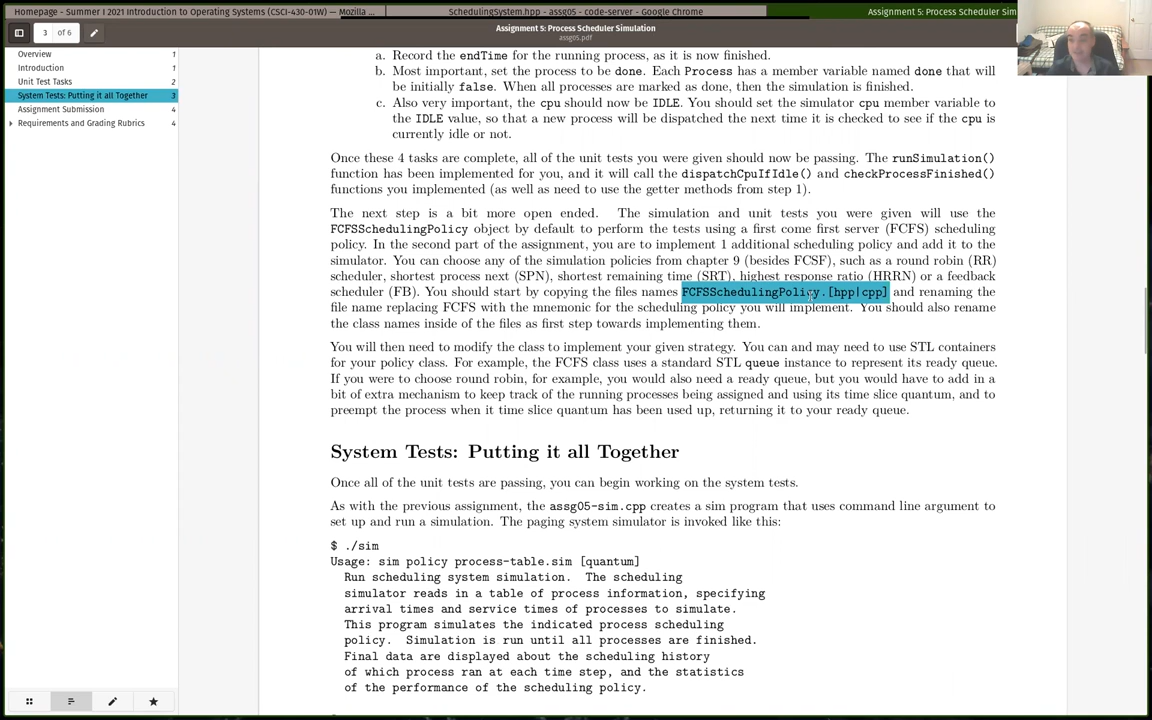 Homepage - Summer I 2021 Introduction to Operating Systems (CSCI-430-01W) — Mozilla ...
SchedulingSystem.hpp - assg05 - code-server - Google Chrome
Assignment 5: Process Scheduler Sim
3 of 6
Assignment 5: Process Scheduler Simulation
assg05.pdf
Overview 1
Introduction 1
Unit Test Tasks 2
System Tests: Putting it all Together 3
Assignment Submission 4
Requirements and Grading Rubrics 4
a. Record the endTime for the running process, as it is now finished.
b. Most important, set the process to be done. Each Process has a member variable named done that will
be initially false. When all processes are marked as done, then the simulation is finished.
c. Also very important, the cpu should now be IDLE. You should set the simulator cpu member variable to
the IDLE value, so that a new process will be dispatched the next time it is checked to see if the cpu is
currently idle or not.
Once these 4 tasks are complete, all of the unit tests you were given should now be passing. The runSimulation()
function has been implemented for you, and it will call the dispatchCpuIfIdle() and checkProcessFinished()
functions you implemented (as well as need to use the getter methods from step 1).
The next step is a bit more open ended. The simulation and unit tests you were given will use the
FCFSSchedulingPolicy object by default to perform the tests using a first come first server (FCFS) scheduling
policy. In the second part of the assignment, you are to implement 1 additional scheduling policy and add it to the
simulator. You can choose any of the simulation policies from chapter 9 (besides FCSF), such as a round robin (RR)
scheduler, shortest process next (SPN), shortest remaining time (SRT), highest response ratio (HRRN) or a feedback
scheduler (FB). You should start by copying the files names FCFSSchedulingPolicy.[hpp|cpp] and renaming the
file name replacing FCFS with the mnemonic for the scheduling policy you will implement. You should also rename
the class names inside of the files as first step towards implementing them.
You will then need to modify the class to implement your given strategy. You can and may need to use STL containers
for your policy class. For example, the FCFS class uses a standard STL queue instance to represent its ready queue.
If you were to choose round robin, for example, you would also need a ready queue, but you would have to add in a
bit of extra mechanism to keep track of the running processes being assigned and using its time slice quantum, and to
preempt the process when it time slice quantum has been used up, returning it to your ready queue.
System Tests: Putting it all Together
Once all of the unit tests are passing, you can begin working on the system tests.
As with the previous assignment, the assg05-sim.cpp creates a sim program that uses command line argument to
set up and run a simulation. The paging system simulator is invoked like this:
$ ./sim
Usage: sim policy process-table.sim [quantum]
Run scheduling system simulation. The scheduling
simulator reads in a table of process information, specifying
arrival times and service times of processes to simulate.
This program simulates the indicated process scheduling
policy. Simulation is run until all processes are finished.
Final data are displayed about the scheduling history
of which process ran at each time step, and the statistics
of the performance of the scheduling policy.